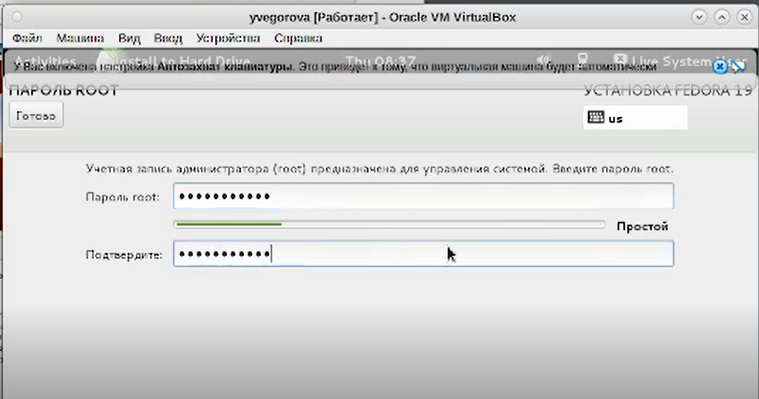 yvegorova [Работает] - Oracle VM VirtualBox
Файл Машина Вид Ввод Устройства Справка
Activities Install to Hard Drive Thu 08:37 Live System User
У Вас включена настройка Автозахват клавиатуры. Это приведет к тому, что виртуальная машина будет автоматически
ПАРОЛЬ ROOT УСТАНОВКА FEDORA 19
Готово us
Учетная запись администратора (root) предназначена для управления системой. Введите пароль root.
Пароль root: •••••••••••
Простой
Подтвердите: •••••••••••